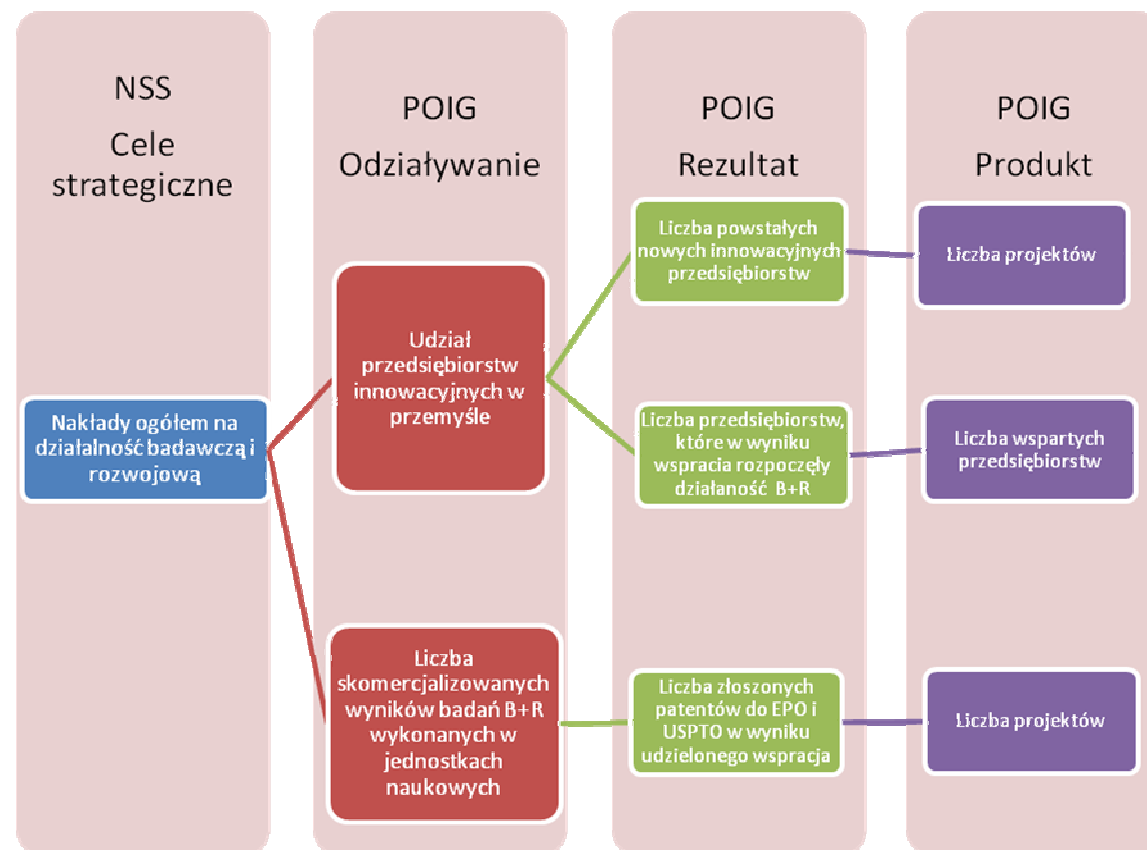 NSS
Cele
strategiczne
POIG
Odziaływanie
POIG
Rezultat
POIG
Produkt
Nakłady ogółem na
działalność badawczą i
rozwojową
Udział
przedsiębiorstw
innowacyjnych w
przemyśle
Liczba
skomercjalizowanych
wyników badań B+R
wykonanych w
jednostkach
naukowych
Liczba powstałych
nowych innowacyjnych
przedsiębiorstw
Liczba przedsiębiorstw,
które w wyniku
wspracia rozpoczęły
działaność B+R
Liczba złoszonych
patentów do EPO i
USPTO w wyniku
udzielonego wspracja
Liczba projektów
Liczba wspartych
przedsiębiorstw
Liczba projektów